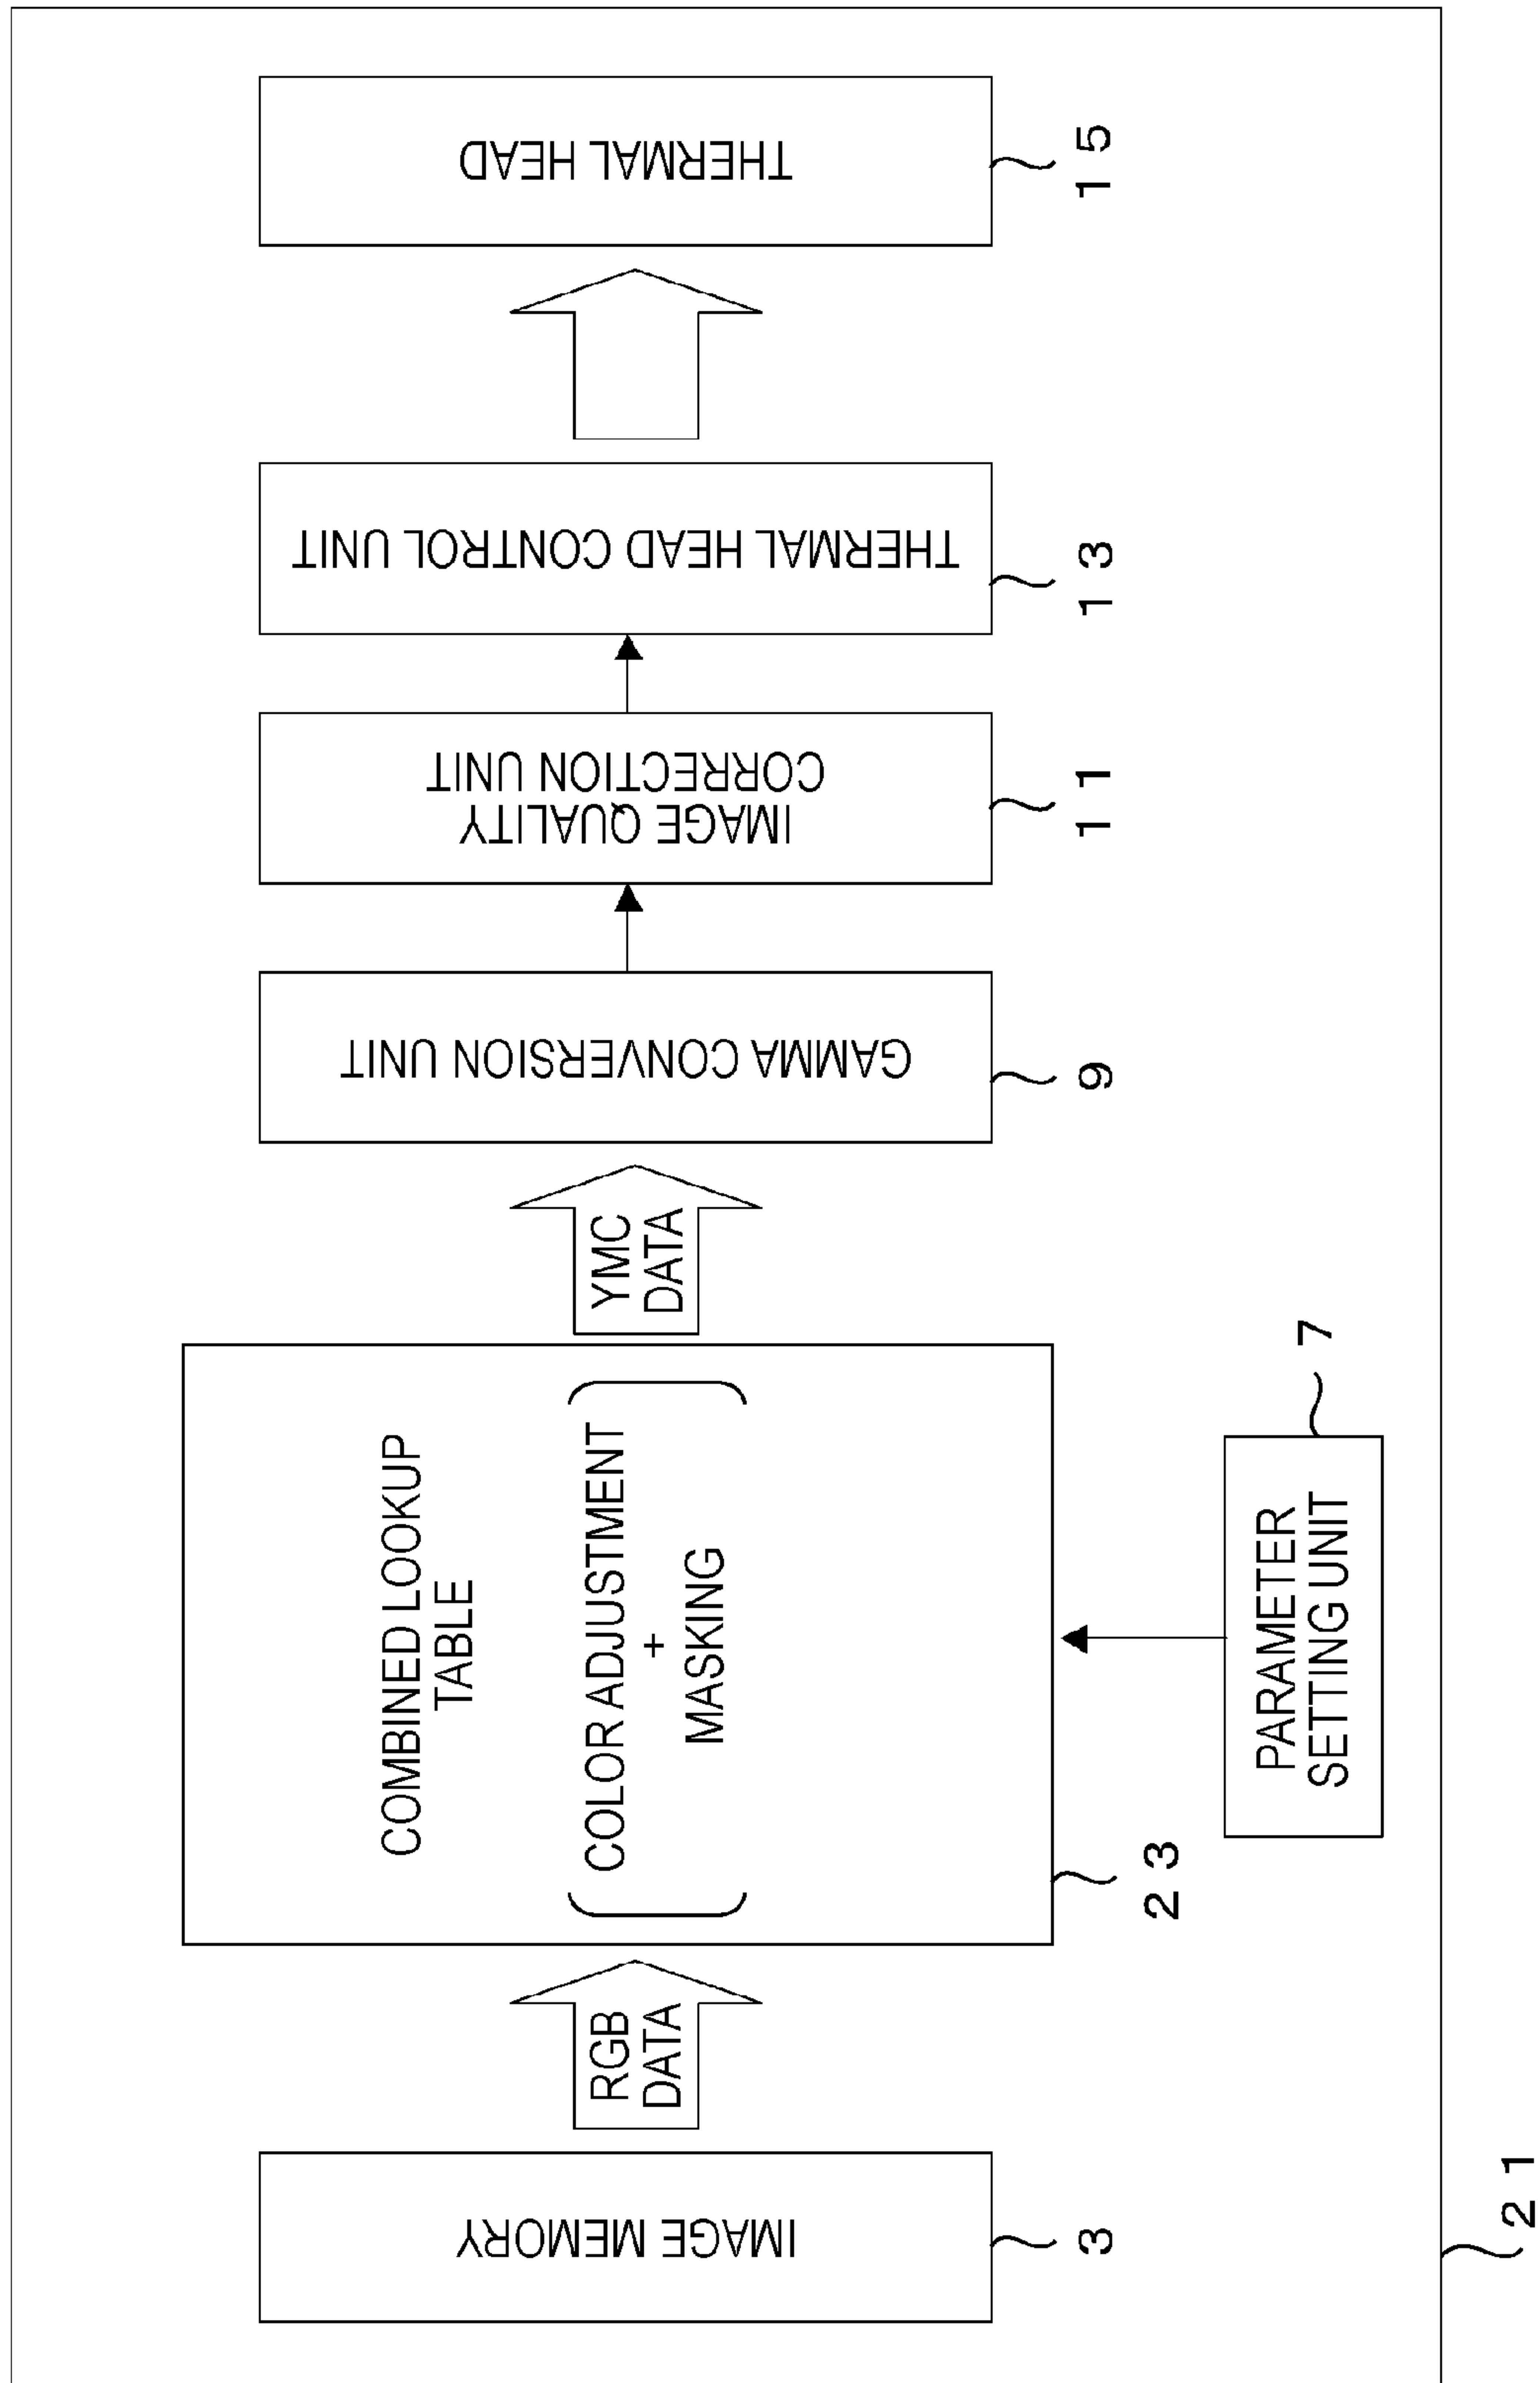 IMAGE MEMORY
3
RGB
DATA
COMBINED LOOKUP
TABLE
COLOR ADJUSTMENT
+
MASKING
23
PARAMETER
SETTING UNIT
7
YMC
DATA
GAMMA CONVERSION UNIT
9
IMAGE QUALITY
CORRECTION UNIT
11
THERMAL HEAD CONTROL UNIT
13
THERMAL HEAD
15
21